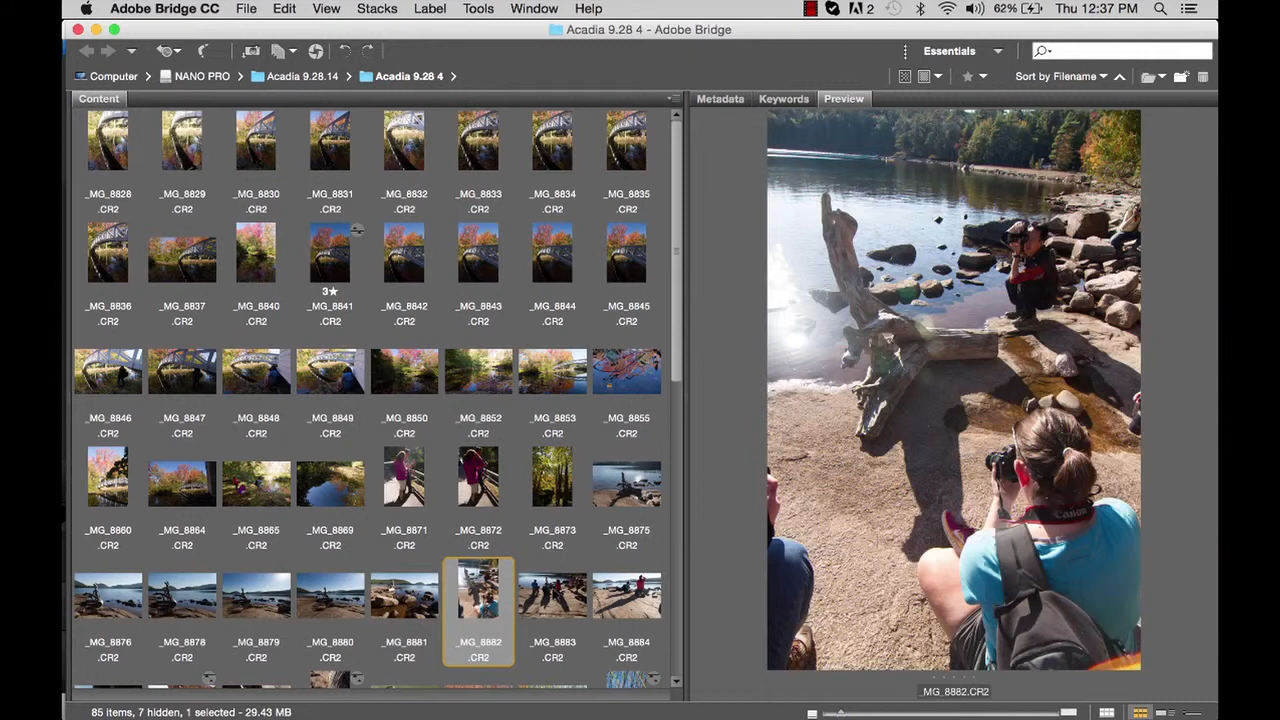 Adobe Bridge CC File Edit View Stacks Label Tools Window Help 2 62% Thu 12:37 PM
Acadia 9.28 4 - Adobe Bridge
Essentials
Computer NANO PRO Acadia 9.28.14 Acadia 9.28 4 Sort by Filename
Content Metadata Keywords Preview
_MG_8828 _MG_8829 _MG_8830 _MG_8831 _MG_8832 _MG_8833 _MG_8834 _MG_8835
.CR2 .CR2 .CR2 .CR2 .CR2 .CR2 .CR2 .CR2
3★
_MG_8836 _MG_8837 _MG_8840 _MG_8841 _MG_8842 _MG_8843 _MG_8844 _MG_8845
.CR2 .CR2 .CR2 .CR2 .CR2 .CR2 .CR2 .CR2
_MG_8846 _MG_8847 _MG_8848 _MG_8849 _MG_8850 _MG_8852 _MG_8853 _MG_8855
.CR2 .CR2 .CR2 .CR2 .CR2 .CR2 .CR2 .CR2
_MG_8860 _MG_8864 _MG_8865 _MG_8869 _MG_8871 _MG_8872 _MG_8873 _MG_8875
.CR2 .CR2 .CR2 .CR2 .CR2 .CR2 .CR2 .CR2
Canon
_MG_8876 _MG_8878 _MG_8879 _MG_8880 _MG_8881 _MG_8882 _MG_8883 _MG_8884
.CR2 .CR2 .CR2 .CR2 .CR2 .CR2 .CR2 .CR2
_MG_8882.CR2
85 items, 7 hidden, 1 selected - 29.43 MB